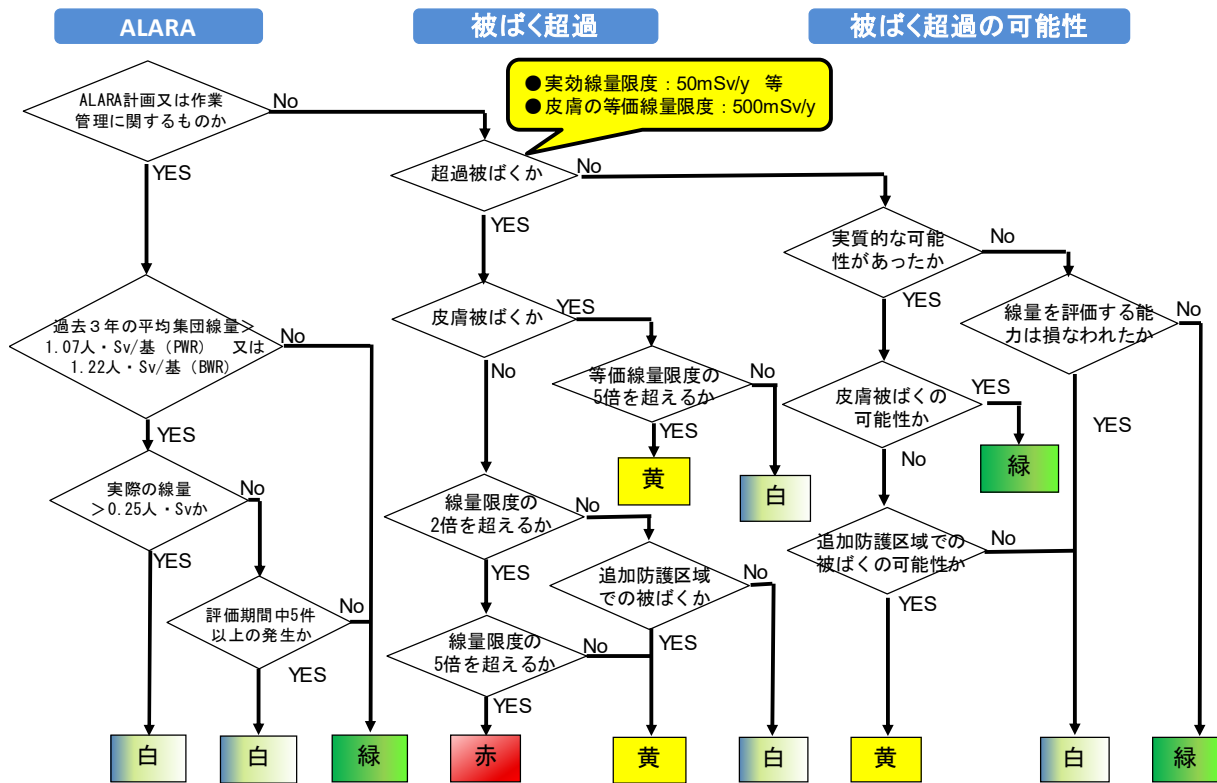 ALARA
被ばく超過
被ばく超過の可能性
●実効線量限度：50mSv/y 等
●皮膚の等価線量限度：500mSv/y
ALARA計画又は作業
管理に関するものか
No
YES
過去３年の平均集団線量＞
1.07人・Sv/基（PWR） 又は
1.22人・Sv/基（BWR）
No
YES
実際の線量
＞0.25人・Svか
No
YES
評価期間中5件
以上の発生か
No
YES
白
白
緑
超過被ばくか
No
YES
皮膚被ばくか
YES
No
等価線量限度の
5倍を超えるか
No
YES
黄
白
線量限度の
2倍を超えるか
No
YES
追加防護区域
での被ばくか
No
YES
線量限度の
5倍を超えるか
No
YES
赤
黄
白
実質的な可能
性があったか
No
YES
線量を評価する能
力は損なわれたか
No
YES
皮膚被ばくの
可能性か
YES
No
緑
追加防護区域での
被ばくの可能性か
No
YES
黄
白
緑